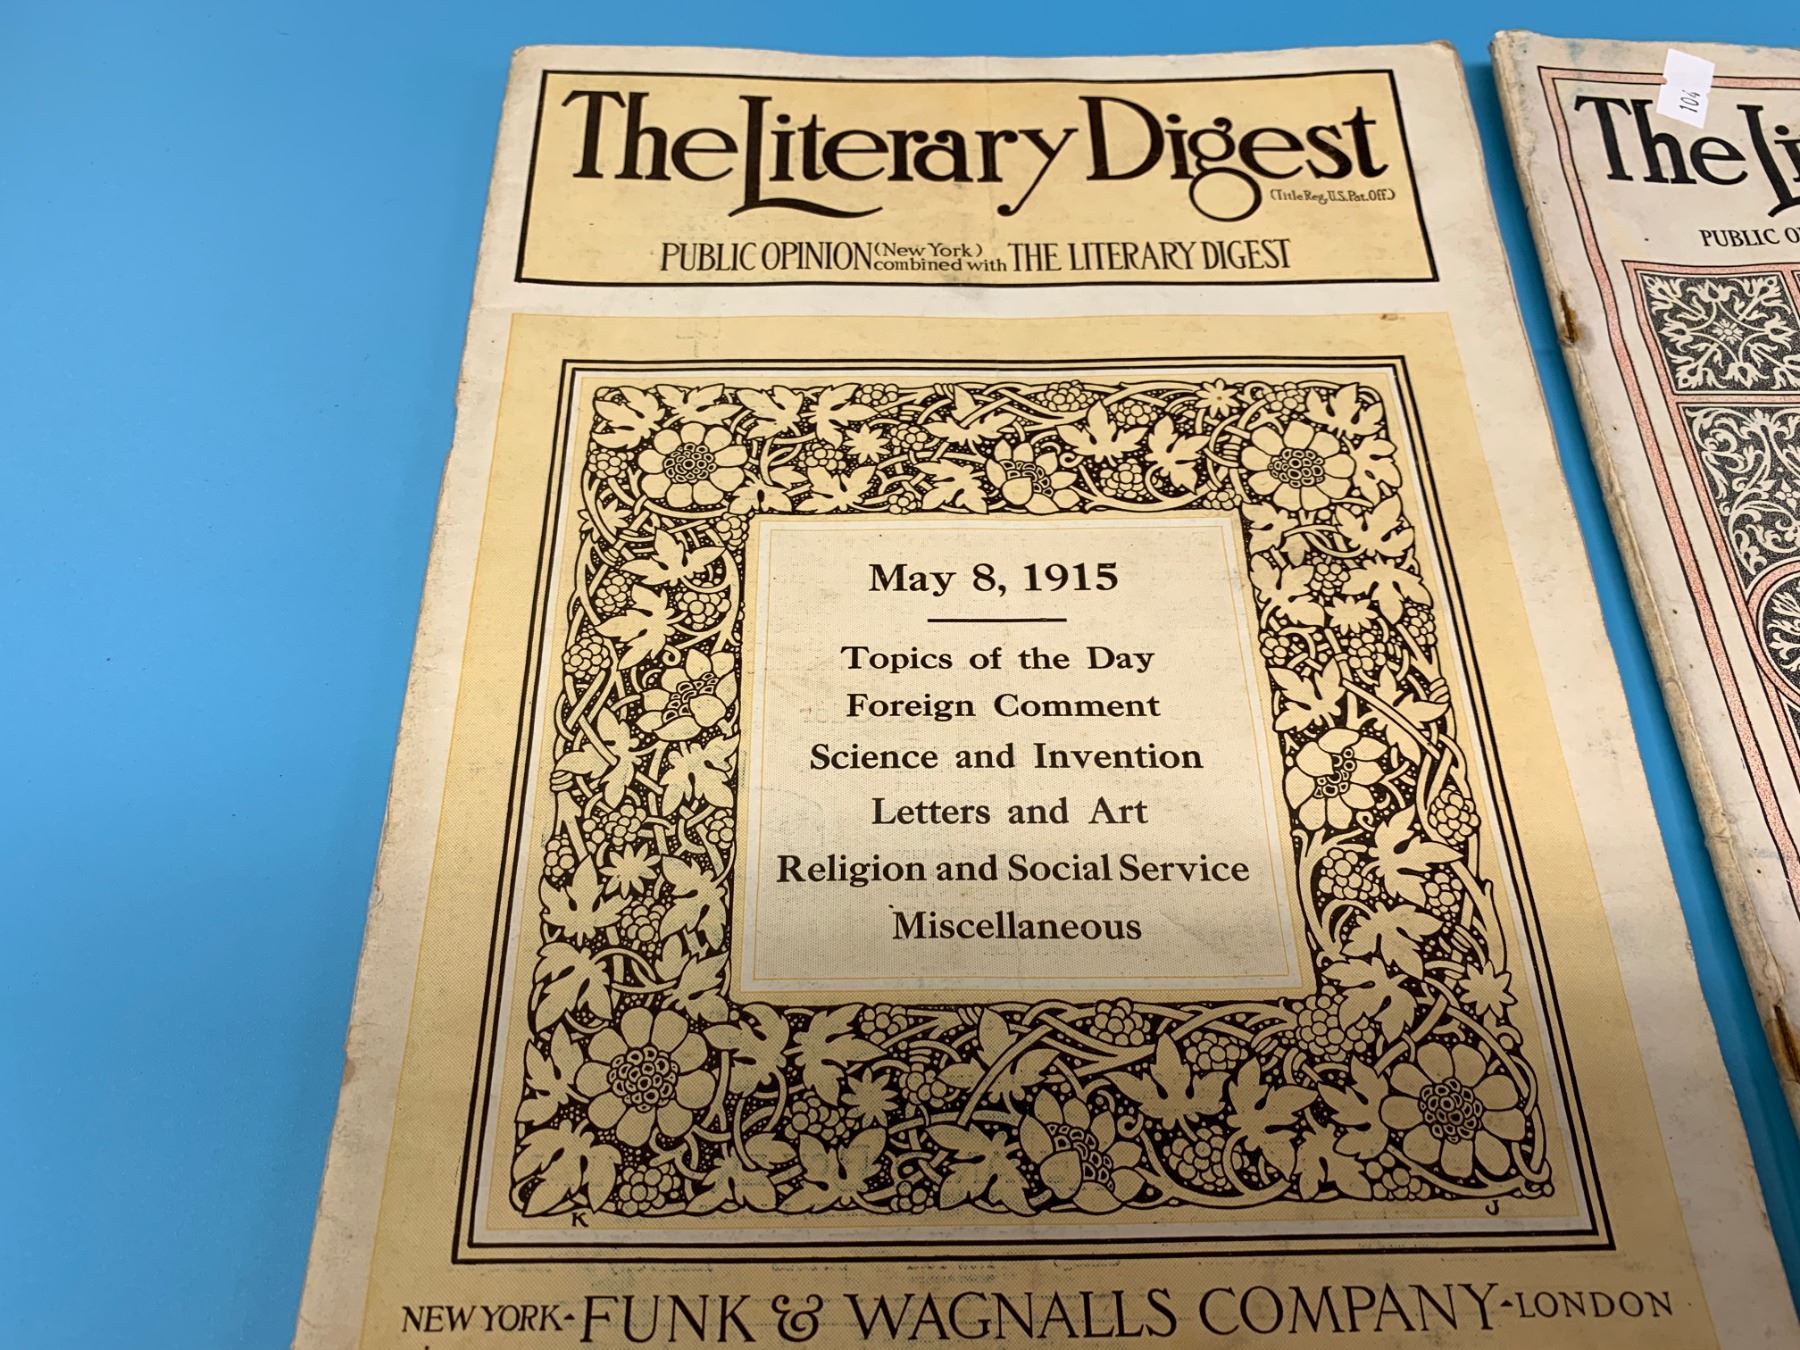 The Literary Digest
(Title Reg. U.S. Pat. Off.)
PUBLIC OPINION (New York) combined with THE LITERARY DIGEST
May 8, 1915
Topics of the Day
Foreign Comment
Science and Invention
Letters and Art
Religion and Social Service
Miscellaneous
K J
NEW YORK - FUNK & WAGNALLS COMPANY - LONDON
104
The Li
PUBLIC O